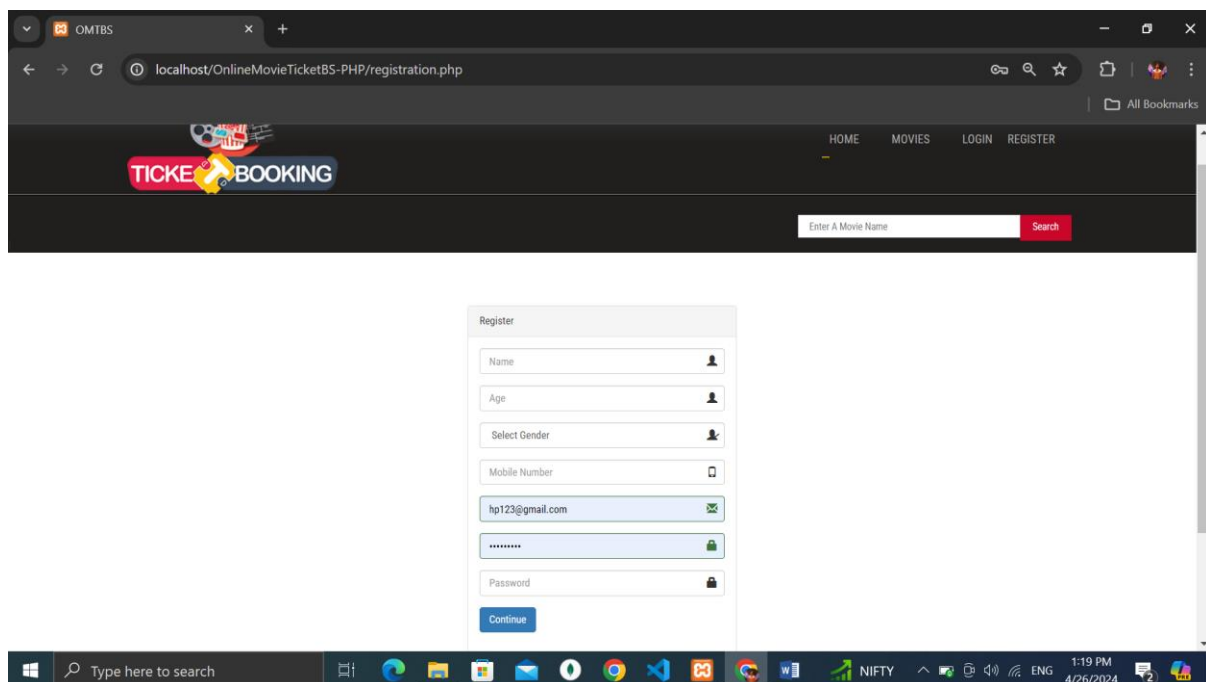 OMTBS
localhost/OnlineMovieTicketBS-PHP/registration.php
All Bookmarks
HOME MOVIES LOGIN REGISTER
TICKE BOOKING
Enter A Movie Name Search
Register
Name
Age
Select Gender
Mobile Number
hp123@gmail.com
•••••••••
Password
Continue
Type here to search
NIFTY
ENG
1:19 PM
4/26/2024
2
PRE